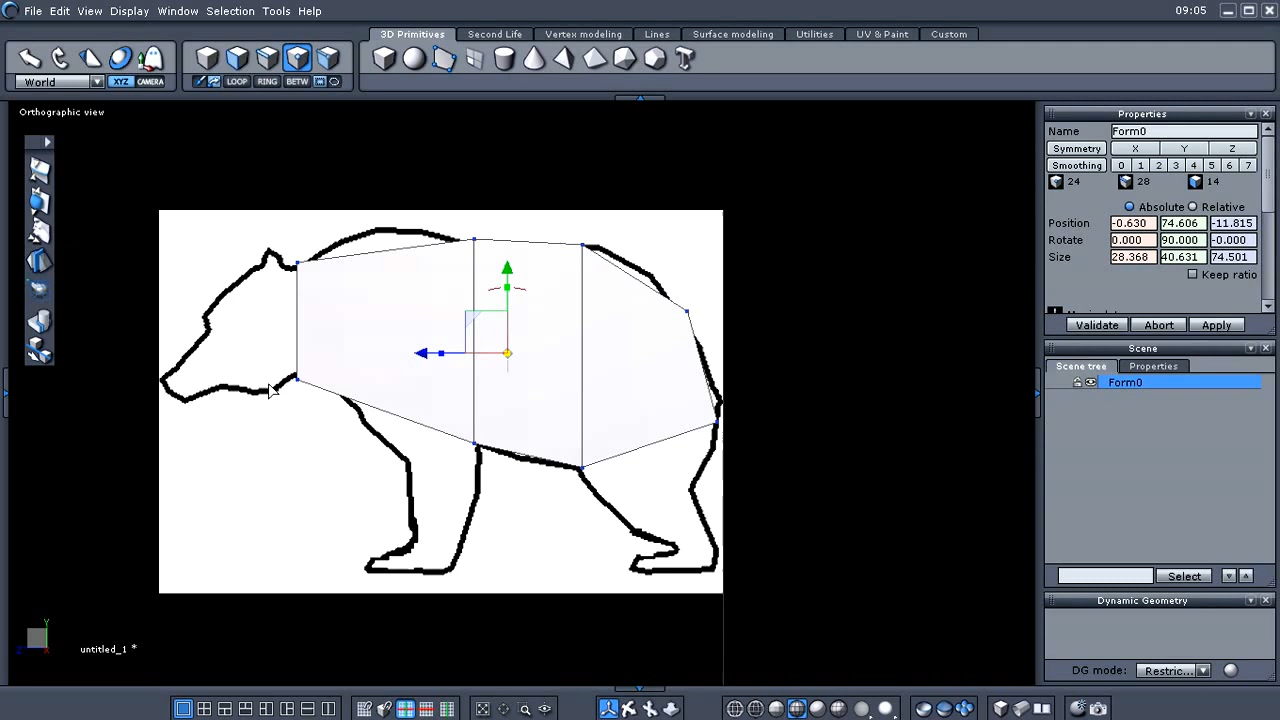 File Edit View Display Window Selection Tools Help 09:05
3D Primitives Second Life Vertex modeling Lines Surface modeling Utilities UV & Paint Custom
World XYZ CAMERA LOOP RING BETW
Orthographic view
Properties
Name Form0
Symmetry X Y Z
Smoothing 0 1 2 3 4 5 6 7
24 28 14
Absolute Relative
Position -0.630 74.606 -11.815
Rotate 0.000 90.000 -0.000
Size 28.368 40.631 74.501
Keep ratio
Validate Abort Apply
Scene
Scene tree Properties
Form0
Select
Dynamic Geometry
Y
Z X
untitled_1 *
DG mode: Restric...